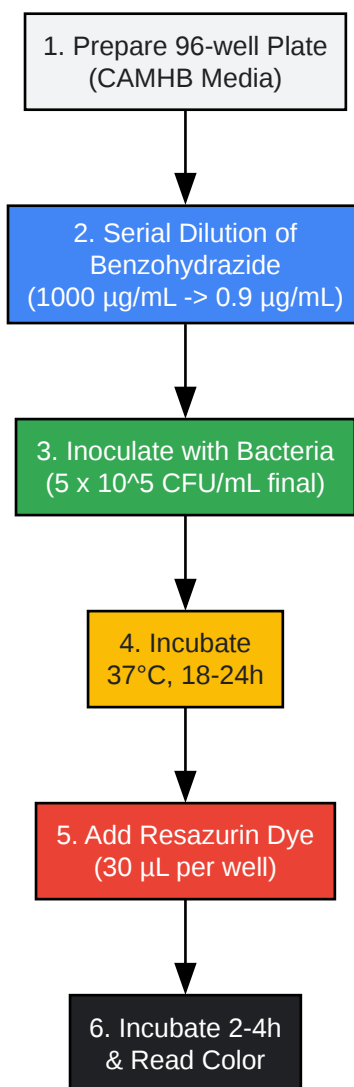 1. Prepare 96-well Plate
(CAMHB Media)
2. Serial Dilution of
Benzohydrazide
(1000 µg/mL -> 0.9 µg/mL)
3. Inoculate with Bacteria
(5 x 10^5 CFU/mL final)
4. Incubate
37°C, 18-24h
5. Add Resazurin Dye
(30 µL per well)
6. Incubate 2-4h
& Read Color